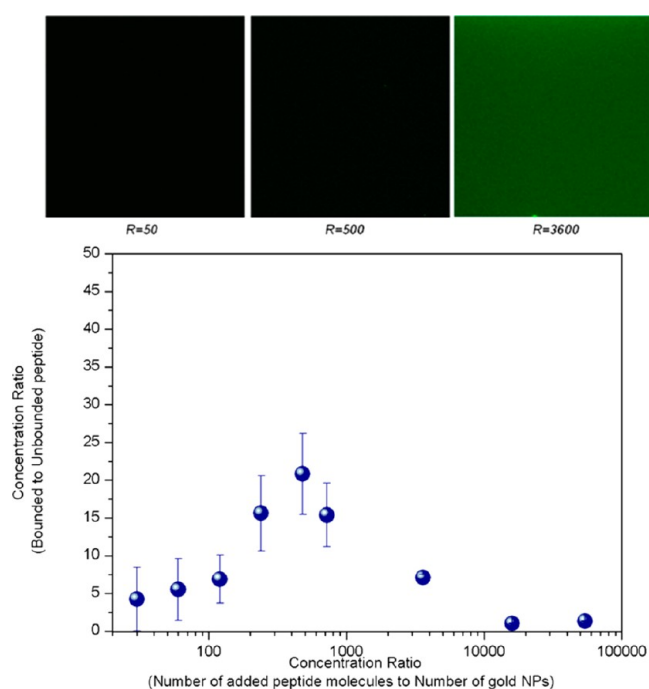 R=50 R=500 R=3600
50
45
40
35
30
25
20
15
10
5
0
Concentration Ratio
(Bounded to Unbounded peptide)
100 1000 10000 100000
Concentration Ratio
(Number of added peptide molecules to Number of gold NPs)